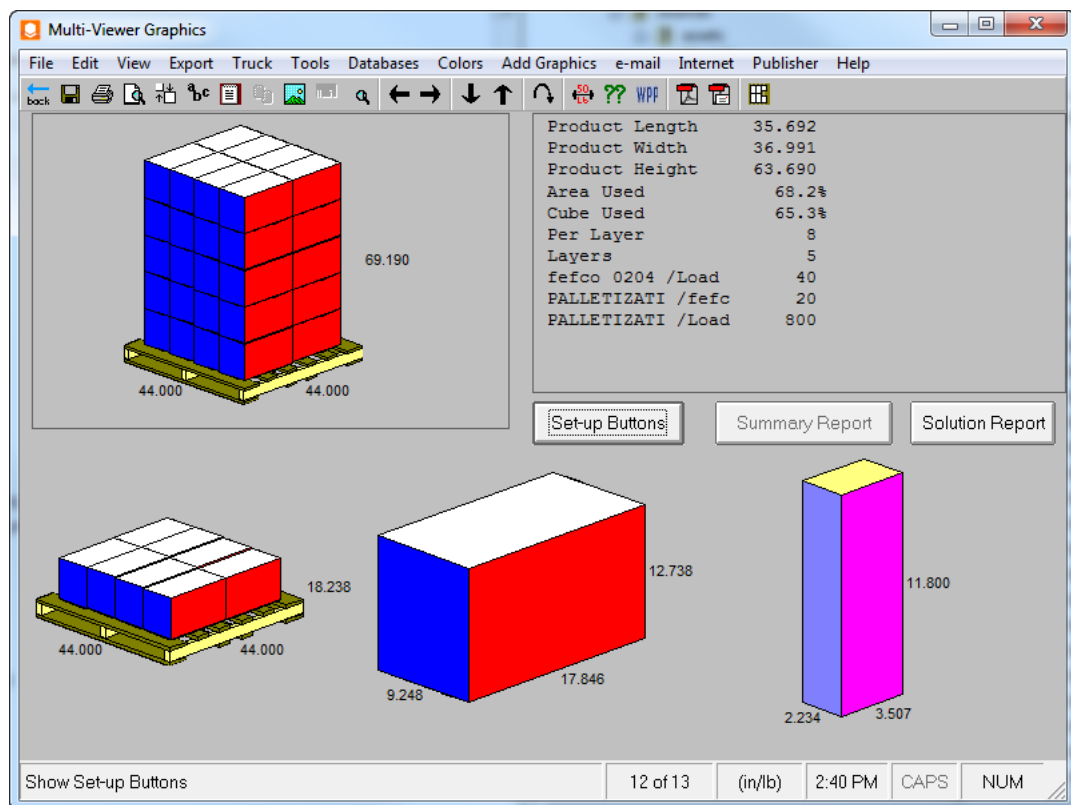 Multi-Viewer Graphics
File Edit View Export Truck Tools Databases Colors Add Graphics e-mail Internet Publisher Help
back abc 50 LB ?? WPF
69.190
44.000 44.000
Product Length 35.692
Product Width 36.991
Product Height 63.690
Area Used 68.2%
Cube Used 65.3%
Per Layer 8
Layers 5
fefco 0204 /Load 40
PALLETIZATI /fefc 20
PALLETIZATI /Load 800
Set-up Buttons Summary Report Solution Report
18.238
44.000 44.000
12.738
9.248 17.846
11.800
2.234 3.507
Show Set-up Buttons 12 of 13 (in/lb) 2:40 PM CAPS NUM